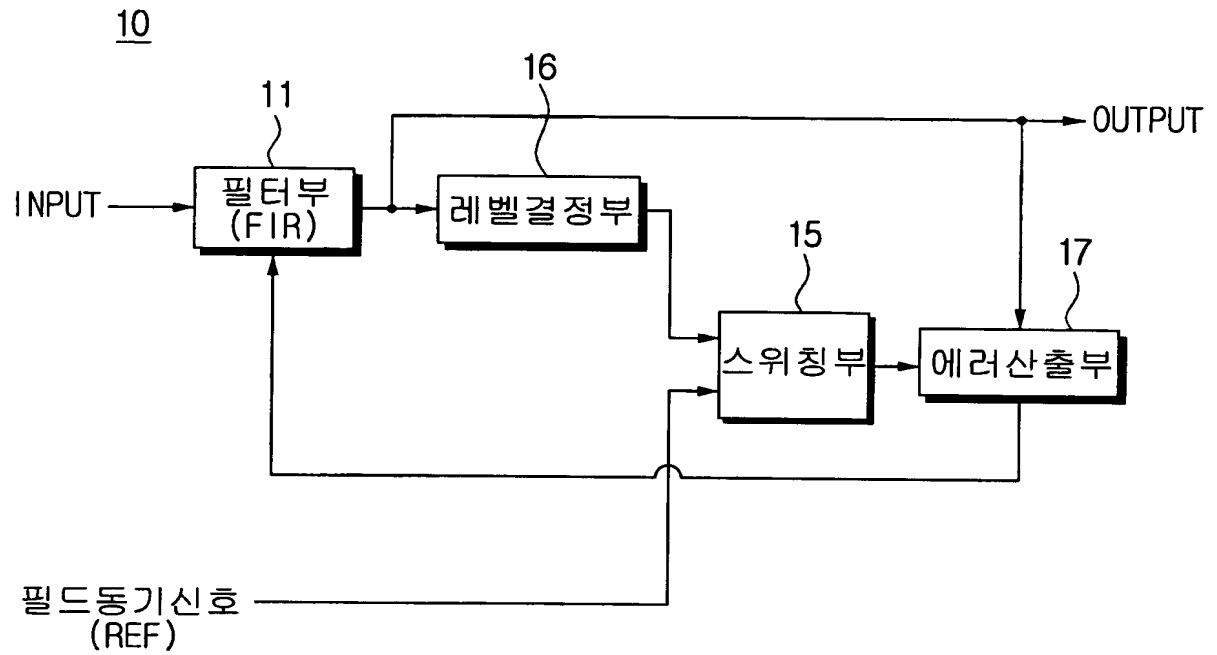 10
16
11
OUTPUT
필터부
(FIR)
INPUT
레벨결정부
15
17
스위칭부
에러산출부
필드동기신호
(REF)